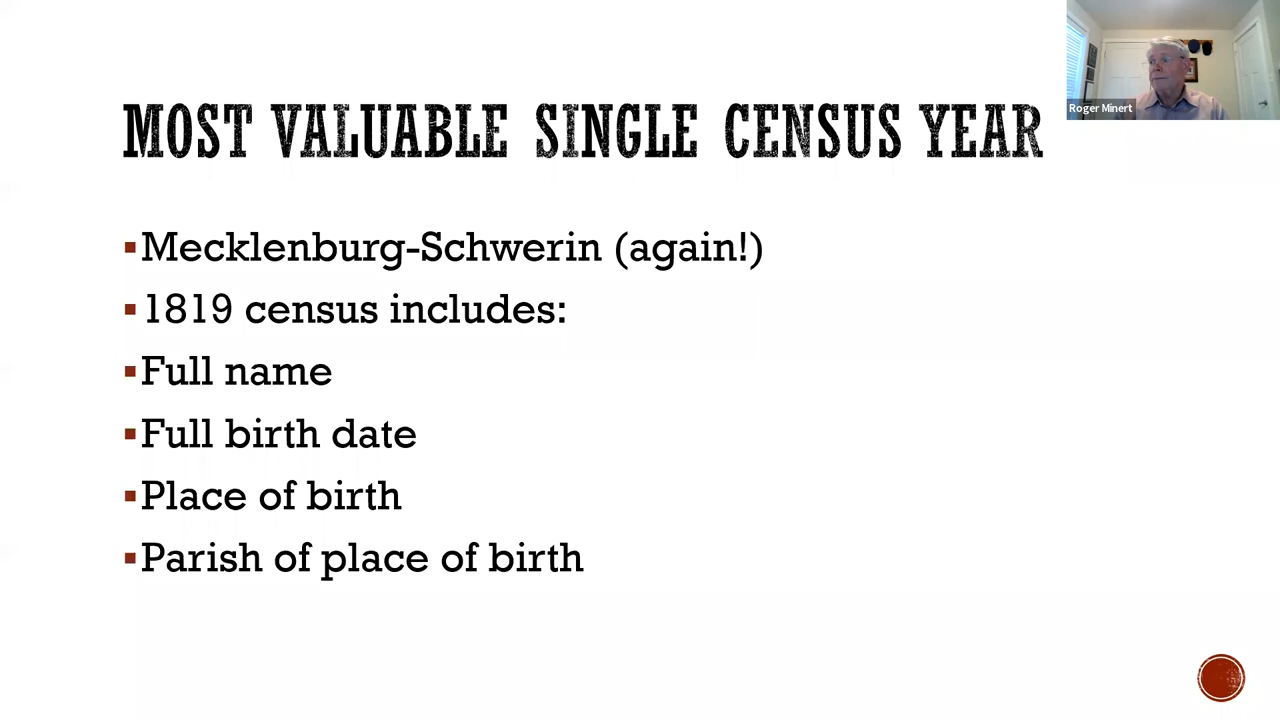 MOST VALUABLE SINGLE CENSUS YEAR
Roger Minert
▪Mecklenburg-Schwerin (again!)
▪1819 census includes:
▪Full name
▪Full birth date
▪Place of birth
▪Parish of place of birth